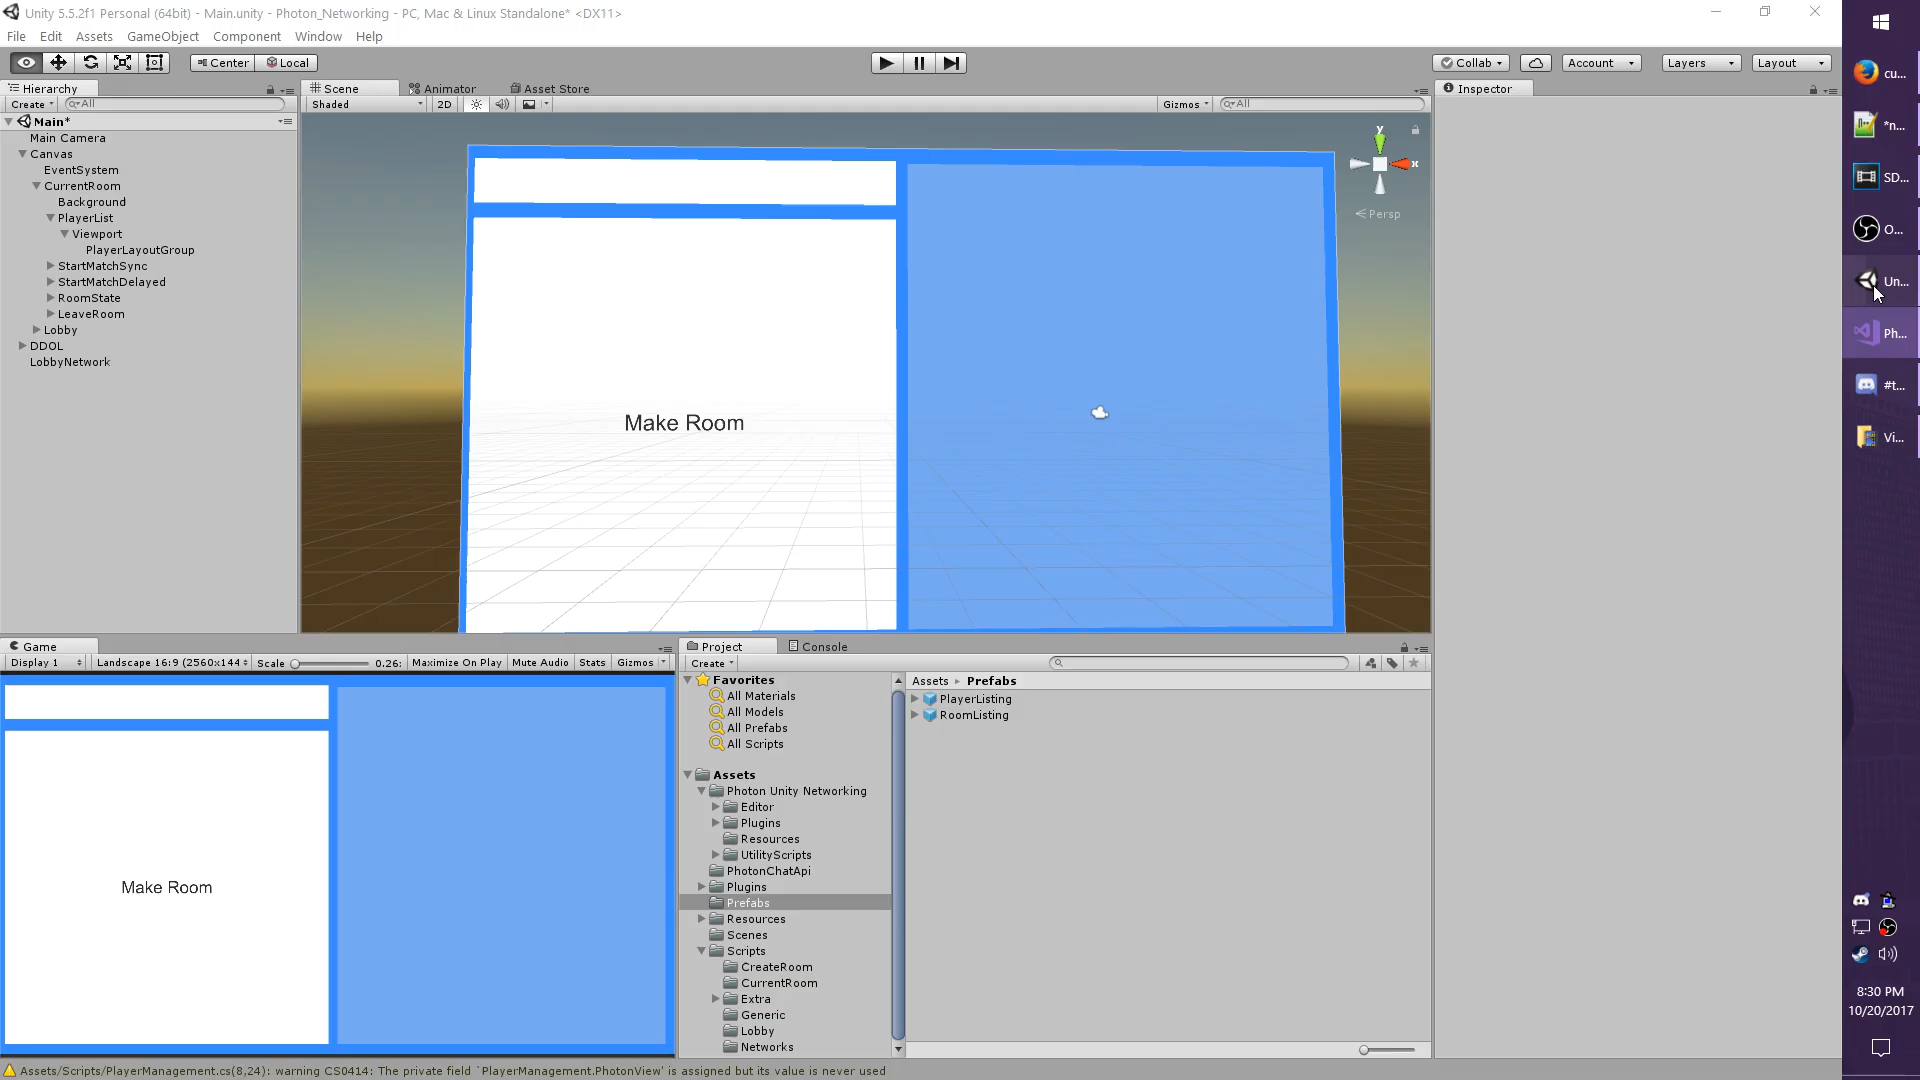 Unity 5.5.2f1 Personal (64bit) - Main.unity - Photon_Networking - PC, Mac & Linux Standalone* <DX11>
File Edit Assets GameObject Component Window Help
Center Local Collab Account Layers Layout
Hierarchy Scene Animator Asset Store Inspector
Create All Shaded 2D Gizmos All
Main*
Main Camera
Canvas
EventSystem
CurrentRoom
Background
PlayerList
Viewport
PlayerLayoutGroup
StartMatchSync
StartMatchDelayed
RoomState
LeaveRoom
Lobby
DDOL
LobbyNetwork
y
x
Persp
Make Room
Game
Display 1 Landscape 16:9 (2560x144 Scale 0.26: Maximize On Play Mute Audio Stats Gizmos
Make Room
Project Console
Create
Favorites
All Materials
All Models
All Prefabs
All Scripts
Assets
Photon Unity Networking
Editor
Plugins
Resources
UtilityScripts
PhotonChatApi
Plugins
Prefabs
Resources
Scenes
Scripts
CreateRoom
CurrentRoom
Extra
Generic
Lobby
Networks
Assets Prefabs
PlayerListing
RoomListing
Assets/Scripts/PlayerManagement.cs(8,24): warning CS0414: The private field `PlayerManagement.PhotonView' is assigned but its value is never used
cu...
*n...
SD...
O...
Un...
Ph...
#t...
Vi...
8:30 PM
10/20/2017